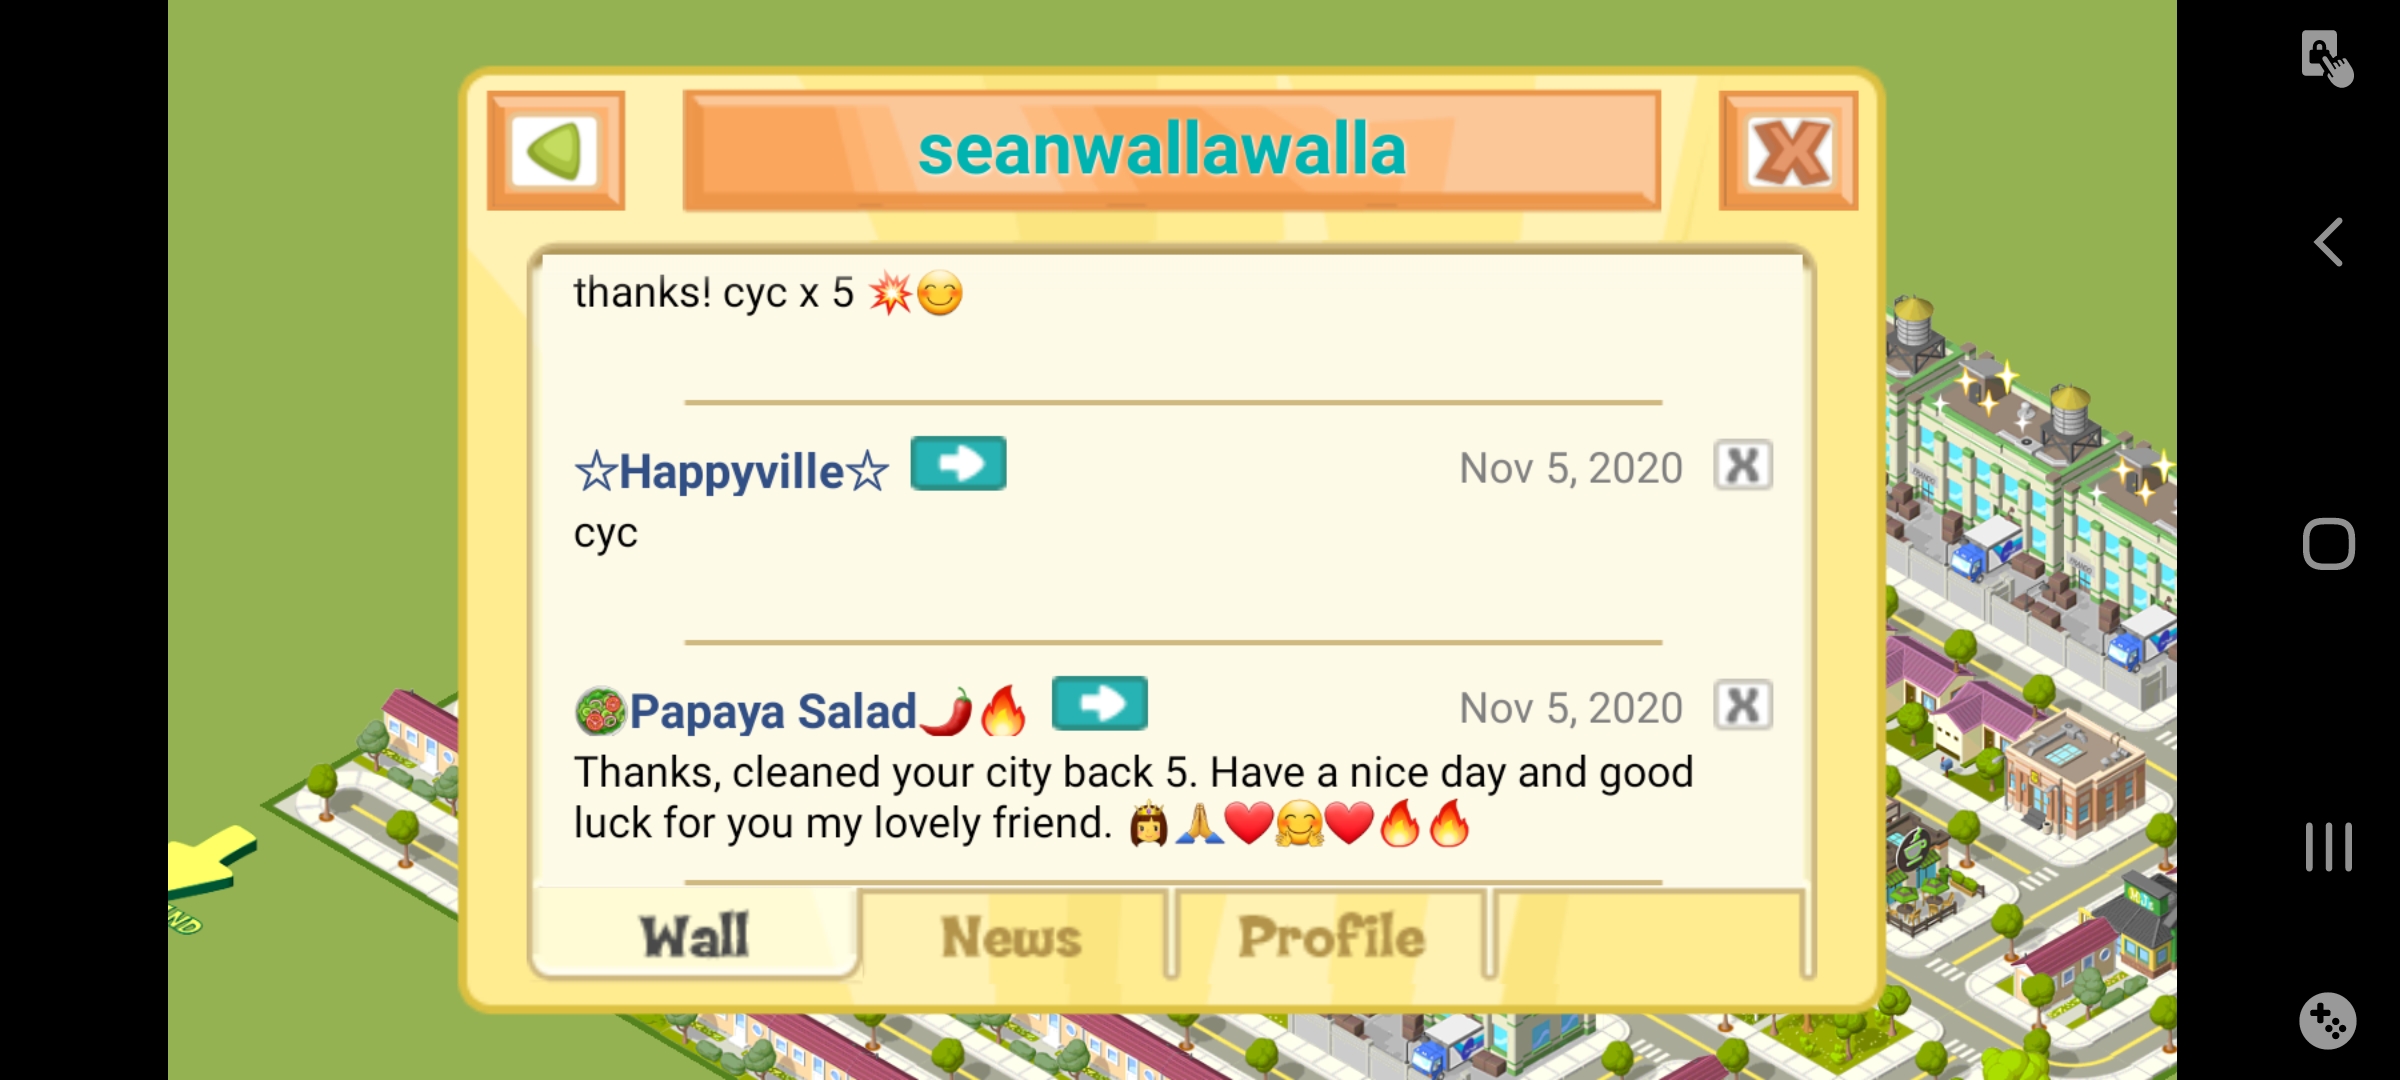 seanwallawalla
thanks! cyc x 5 💥😊
☆Happyville☆
Nov 5, 2020
X
cyc
🥗Papaya Salad🌶️🔥
Nov 5, 2020
X
Thanks, cleaned your city back 5. Have a nice day and good
luck for you my lovely friend. 👸🙏❤️🤗❤️🔥🔥
Wall
News
Profile